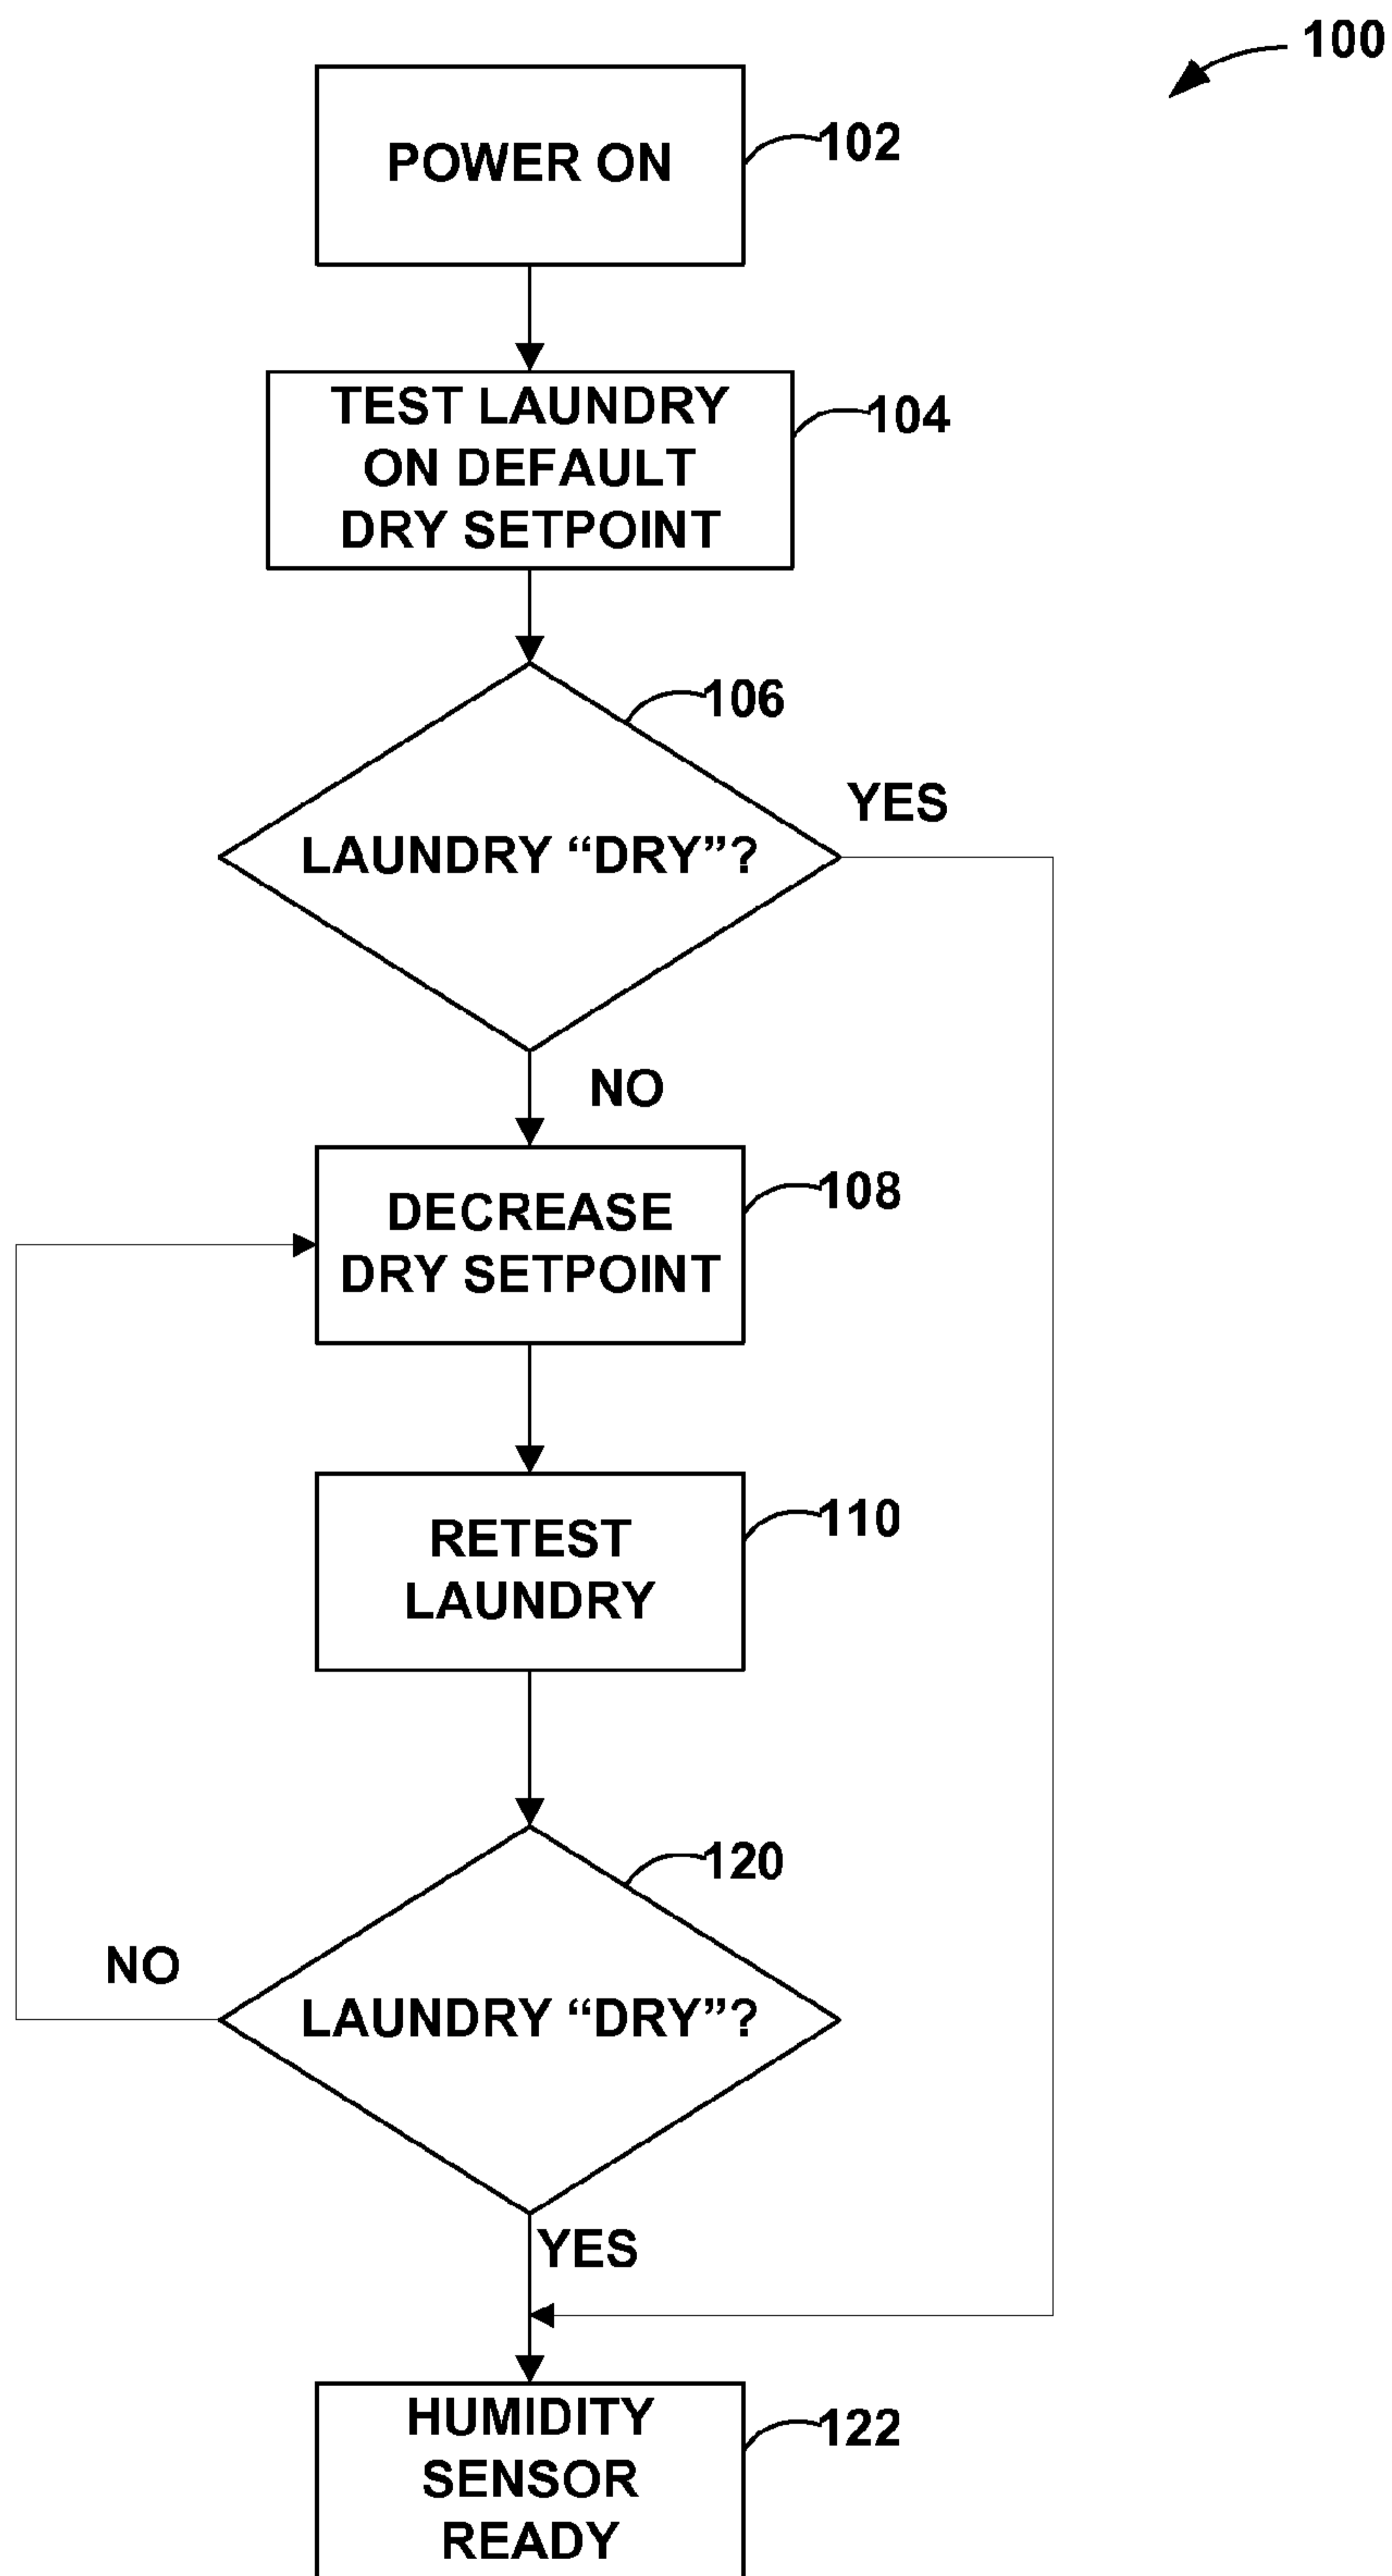 100
POWER ON
102
TEST LAUNDRY
ON DEFAULT
DRY SETPOINT
104
106
LAUNDRY “DRY”?
YES
NO
DECREASE
DRY SETPOINT
108
RETEST
LAUNDRY
110
120
LAUNDRY “DRY”?
NO
YES
HUMIDITY
SENSOR
READY
122